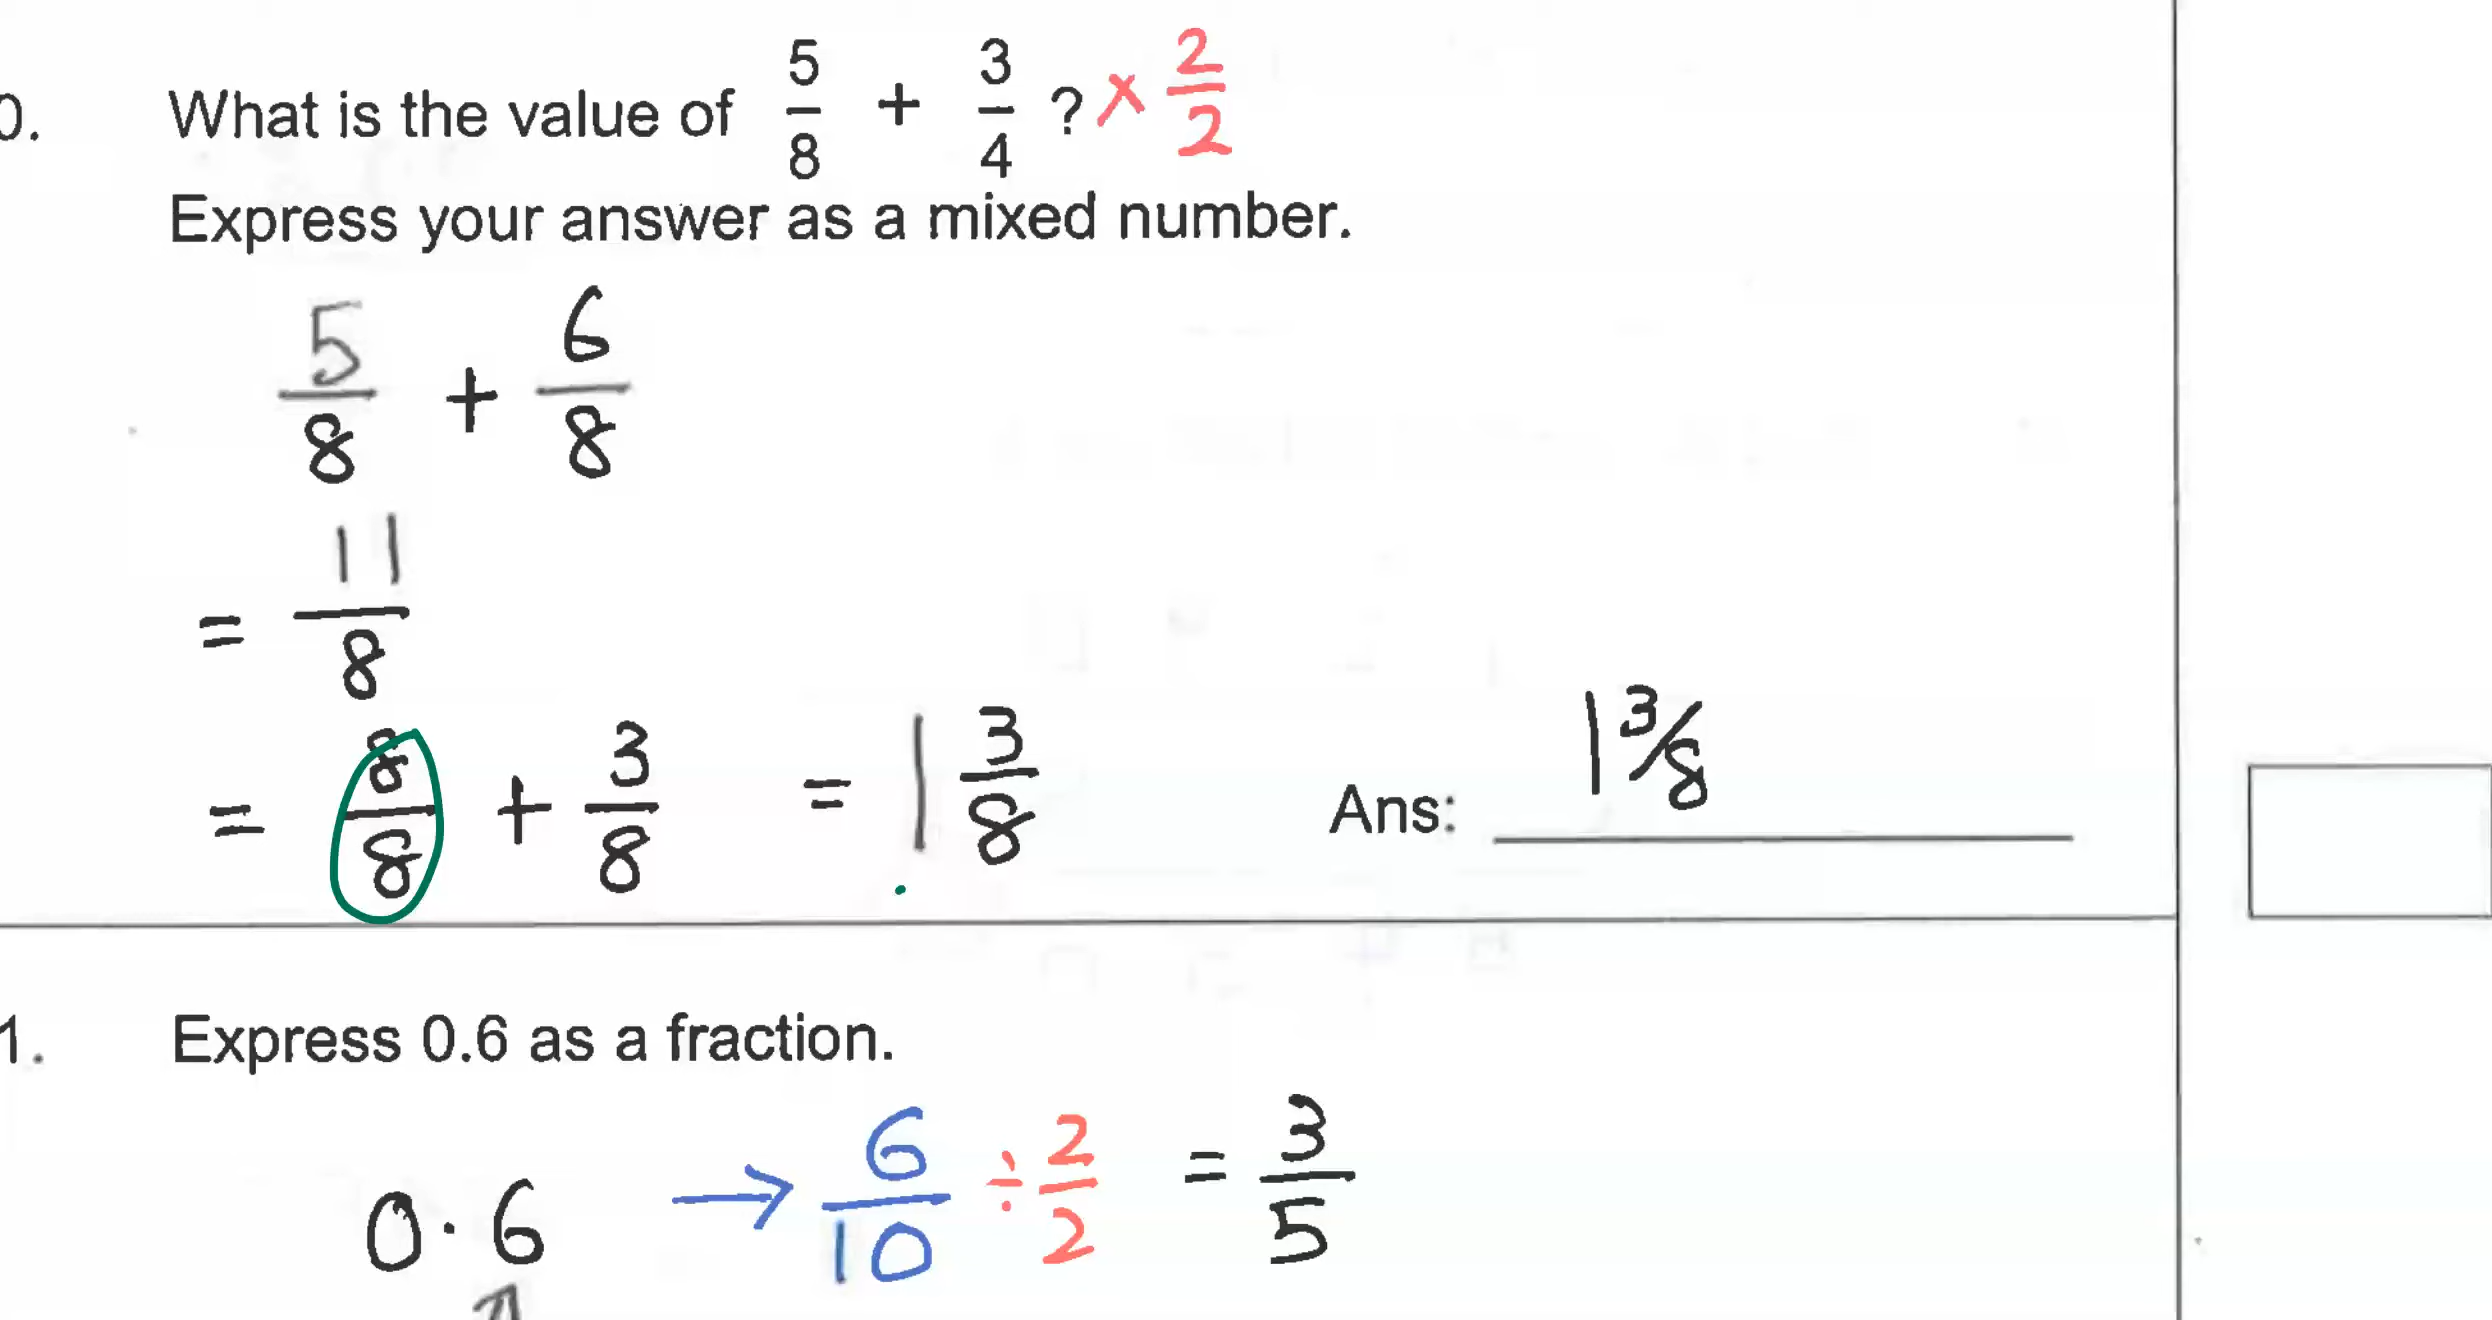 0. What is the value of 5/8 + 3/4 ? × 2/2
Express your answer as a mixed number.
5/8 + 6/8
= 11/8
= 8/8 + 3/8 = 1 3/8
Ans: 1 3/8
1. Express 0.6 as a fraction.
0.6 → 6/10 ÷ 2/2 = 3/5